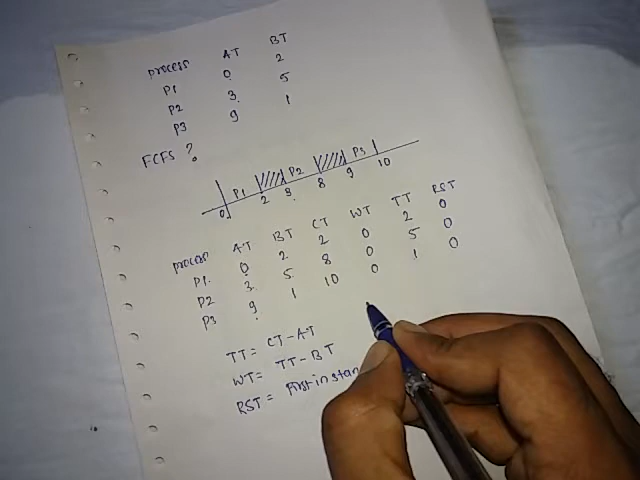 process AT BT
P1 0 2
P2 3 5
P3 9 1
FCFS ?
P1 P2 P3
0 2 3 8 9 10
process AT BT CT WT TT RST
P1 0 2 2 0 2 0
P2 3 5 8 0 5 0
P3 9 1 10 0 1 0
TT = CT - AT
WT = TT - BT
RST = First in